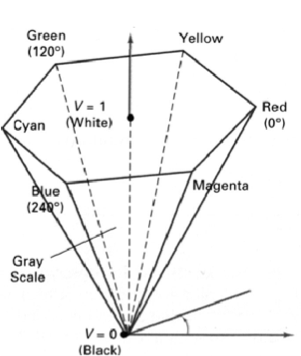 Green
(120°)
Yellow
V = 1
(White)
Red
(0°)
Cyan
Blue
(240°)
Magenta
Gray
Scale
V = 0
(Black)